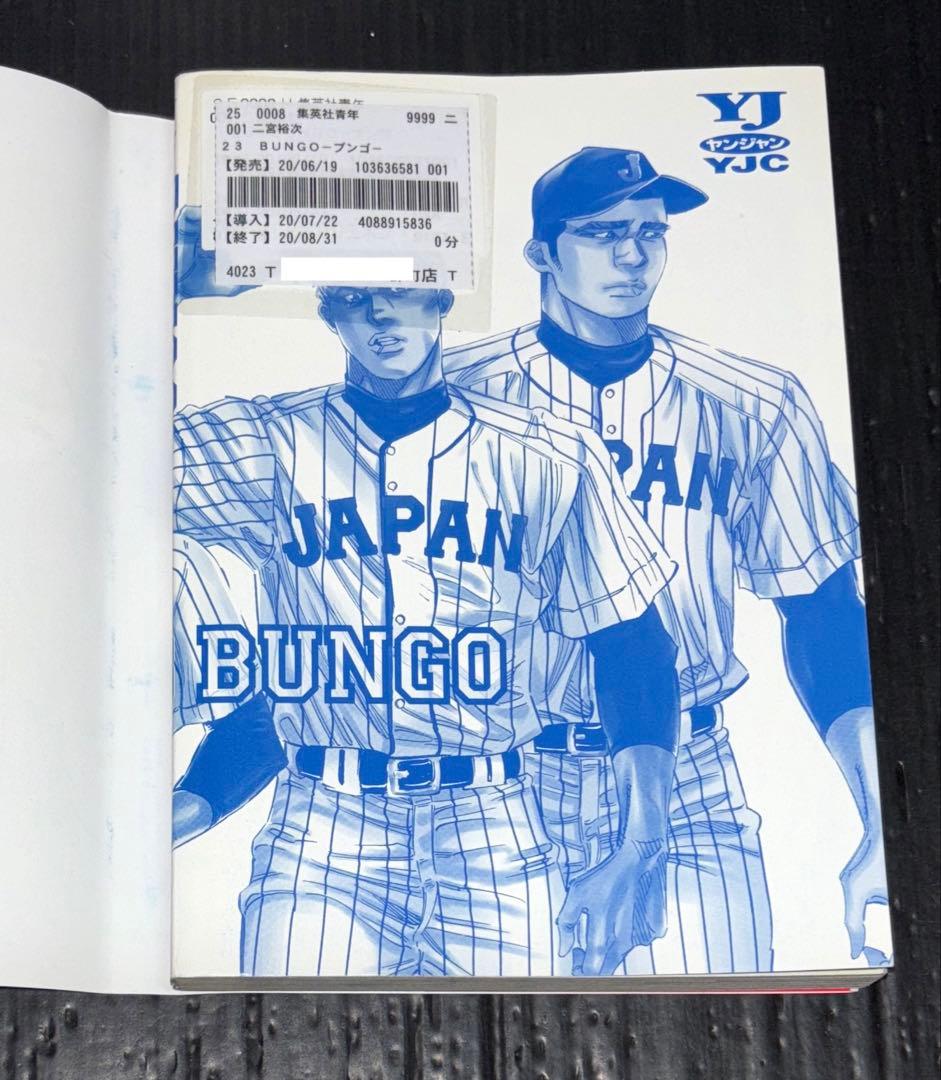 25 0008 集英社青年 9999 ニ
001 二宮裕次
23 BUNGO－ブンゴ－
【発売】20/06/19 103636581 001
【導入】20/07/22 4088915836
【終了】20/08/31 0分
4023 T 町店 T
YJ
ヤンジャン
YJC
J
JAPAN
PAN
BUNGO